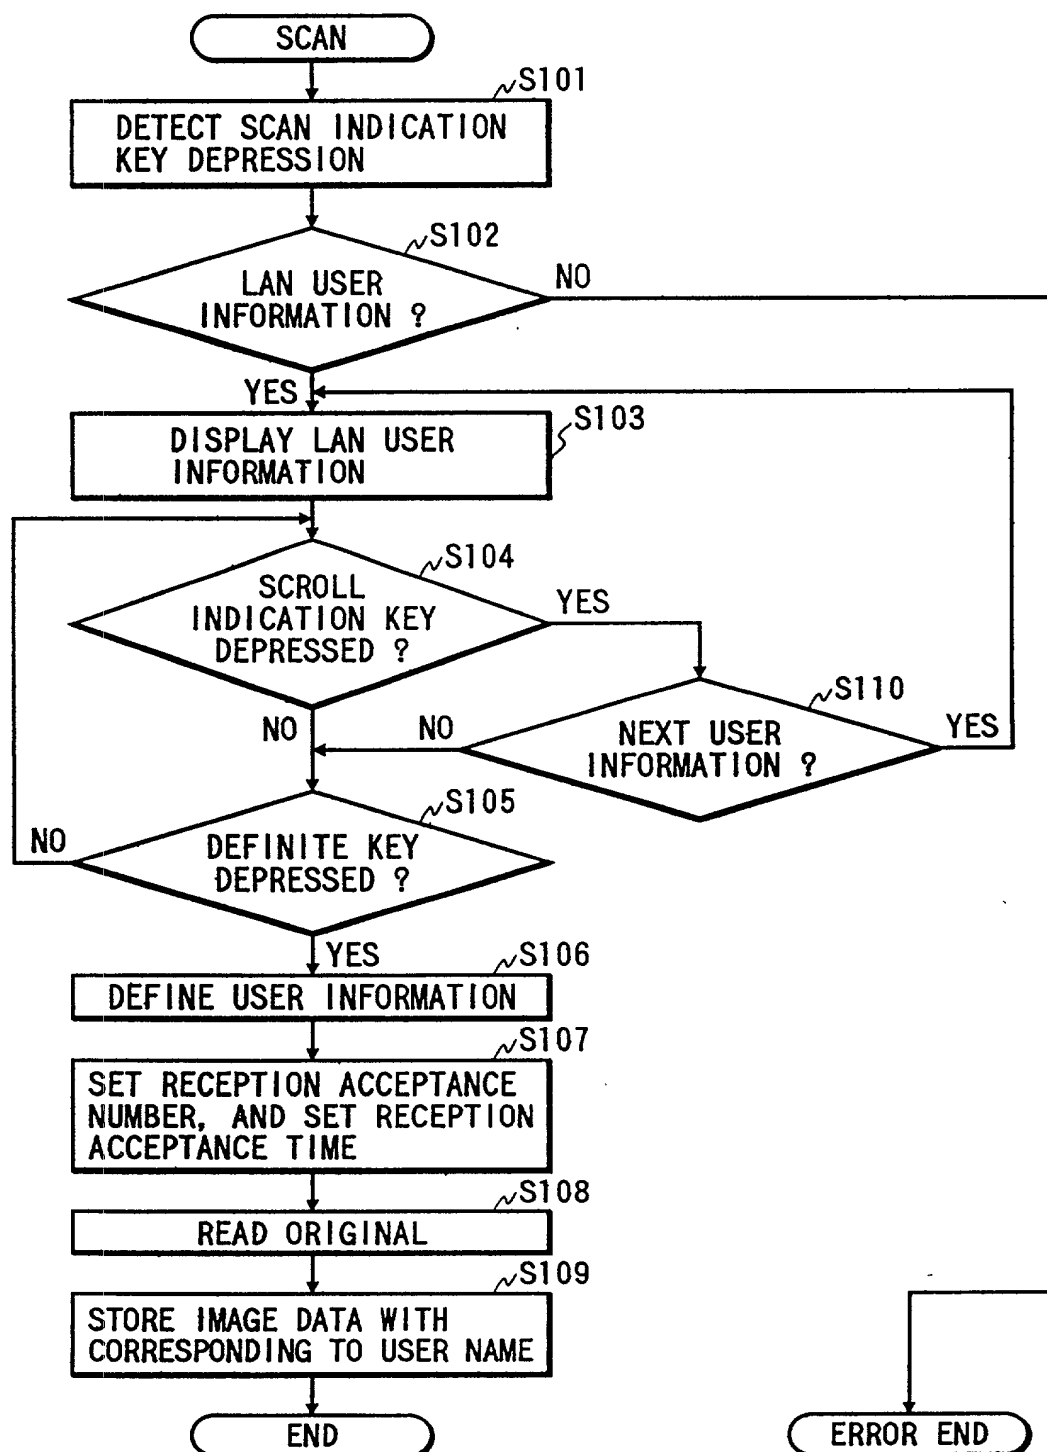 SCAN
S101
DETECT SCAN INDICATION
KEY DEPRESSION
S102
LAN USER
INFORMATION ?
NO
YES
S103
DISPLAY LAN USER
INFORMATION
S104
SCROLL
INDICATION KEY
DEPRESSED ?
YES
NO
S110
NEXT USER
INFORMATION ?
NO
YES
S105
DEFINITE KEY
DEPRESSED ?
NO
YES
S106
DEFINE USER INFORMATION
S107
SET RECEPTION ACCEPTANCE
NUMBER, AND SET RECEPTION
ACCEPTANCE TIME
S108
READ ORIGINAL
S109
STORE IMAGE DATA WITH
CORRESPONDING TO USER NAME
END
ERROR END